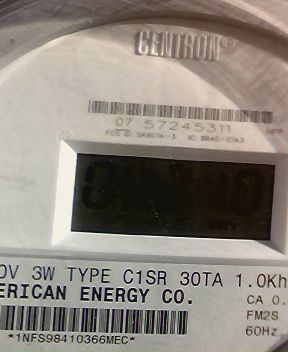 CENTRON®
07 57245311
0V 3W TYPE C1SR 30TA 1.0Kh
ERICAN ENERGY CO.
CA 0.
FM2S
60Hz
*1NFS98410366MEC*